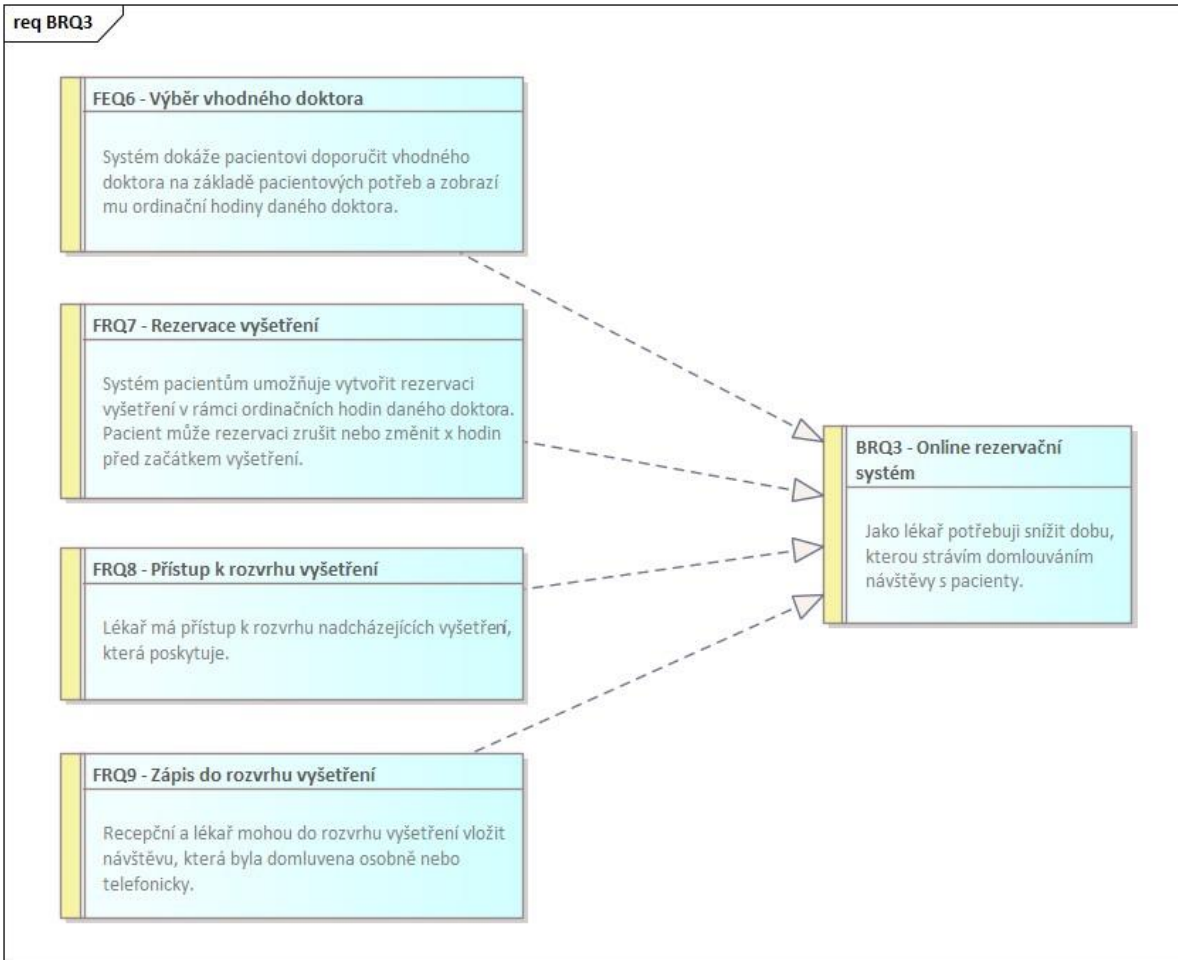 req BRQ3
FEQ6 - Výběr vhodného doktora
Systém dokáže pacientovi doporučit vhodného
doktora na základě pacientových potřeb a zobrazí
mu ordinační hodiny daného doktora.
FRQ7 - Rezervace vyšetření
Systém pacientům umožňuje vytvořit rezervaci
vyšetření v rámci ordinačních hodin daného doktora.
Pacient může rezervaci zrušit nebo změnit x hodin
před začátkem vyšetření.
FRQ8 - Přístup k rozvrhu vyšetření
Lékař má přístup k rozvrhu nadcházejících vyšetření,
která poskytuje.
FRQ9 - Zápis do rozvrhu vyšetření
Recepční a lékař mohou do rozvrhu vyšetření vložit
návštěvu, která byla domluvena osobně nebo
telefonicky.
BRQ3 - Online rezervační
systém
Jako lékař potřebuji snížit dobu,
kterou strávím domlouváním
návštěvy s pacienty.